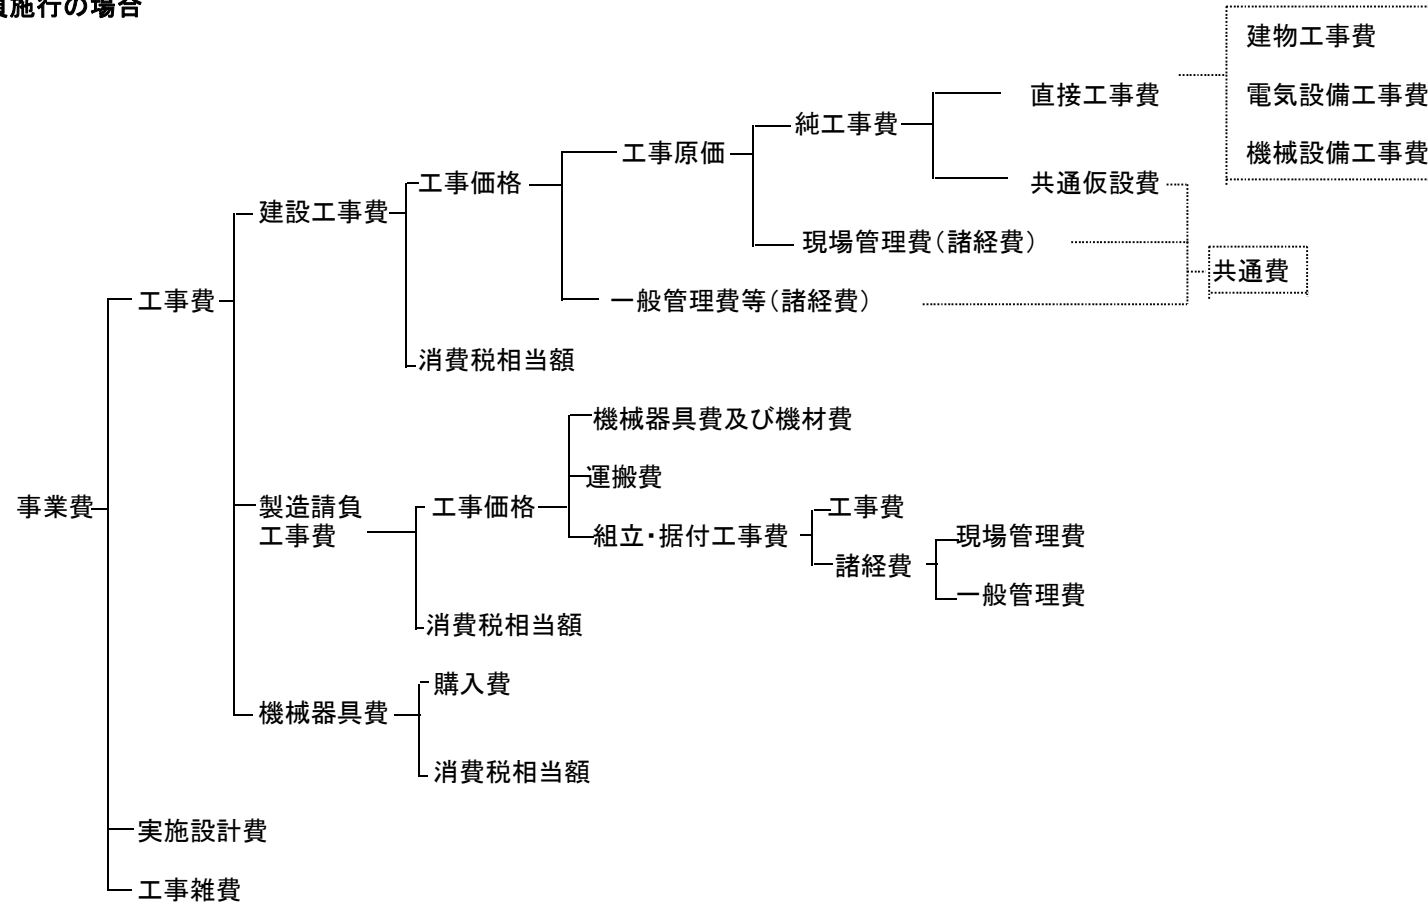 施行の場合
建物工事費
直接工事費
電気設備工事費
純工事費
工事原価
機械設備工事費
工事価格
共通仮設費
建設工事費
現場管理費（諸経費）
共通費
工事費
一般管理費等（諸経費）
消費税相当額
機械器具費及び機材費
運搬費
事業費
製造請負
工事費
工事価格
工事費
組立・据付工事費
現場管理費
諸経費
一般管理費
消費税相当額
購入費
機械器具費
消費税相当額
実施設計費
工事雑費